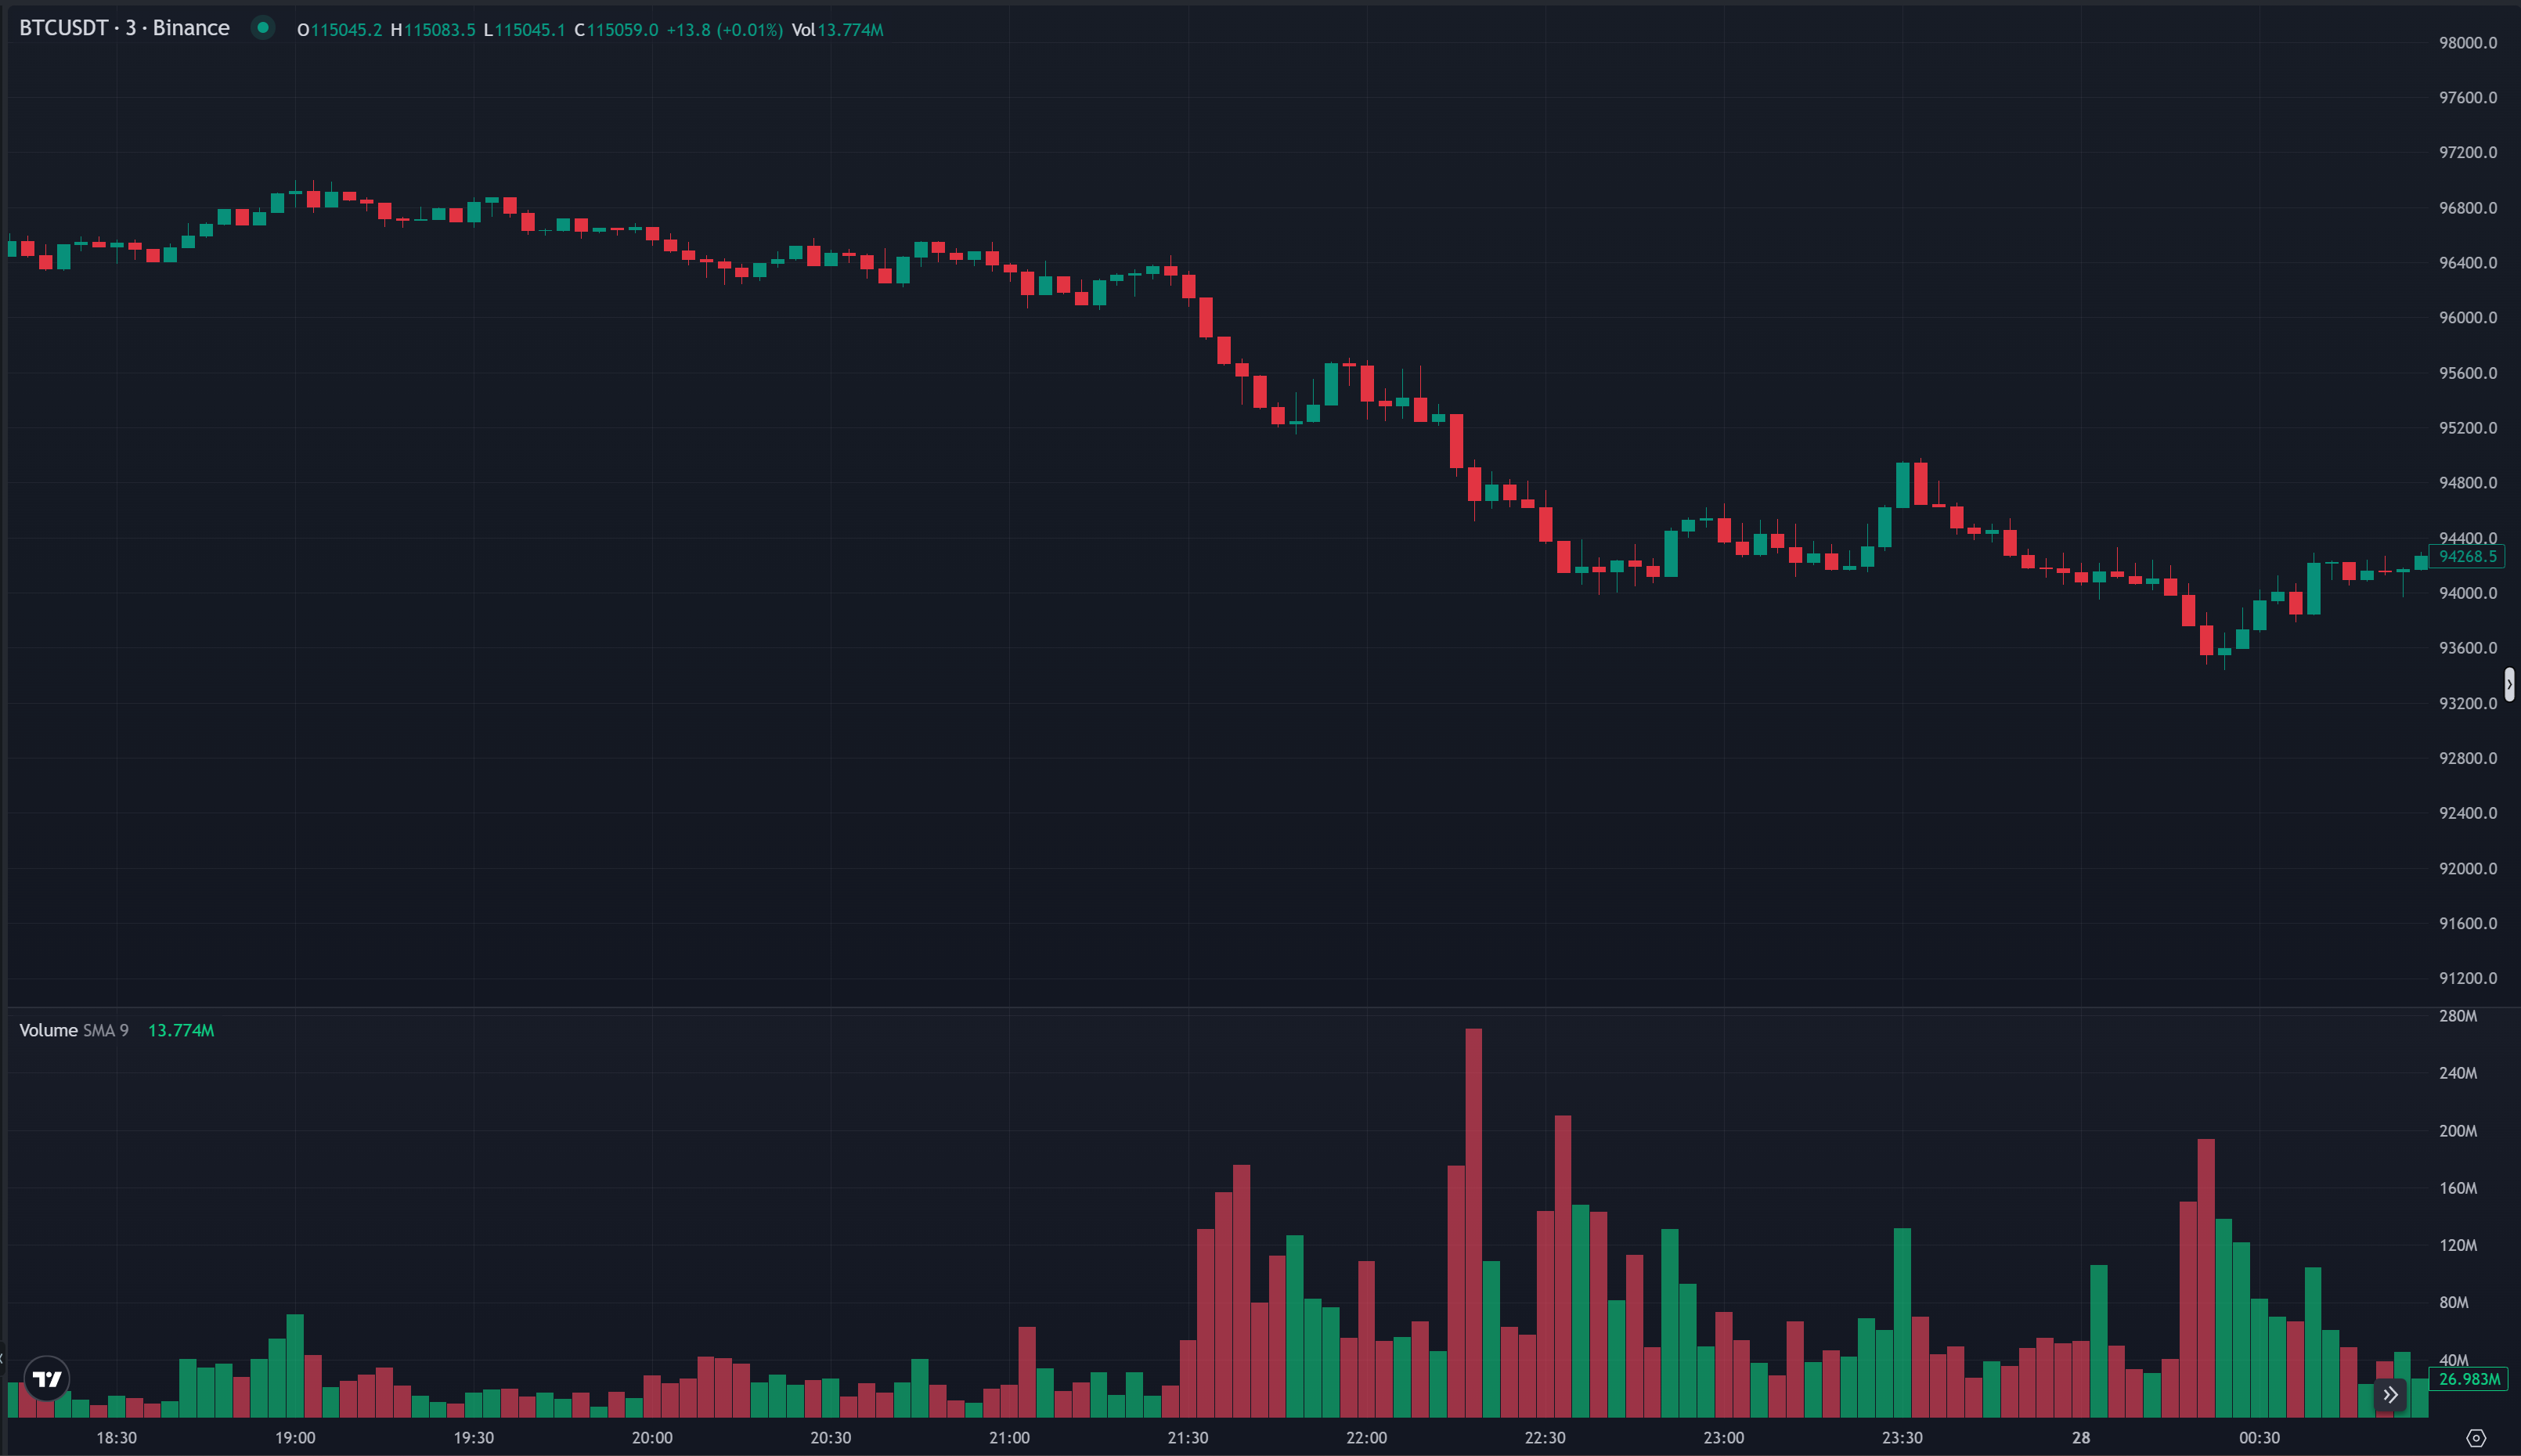 BTCUSDT · 3 · Binance O115045.2 H115083.5 L115045.1 C115059.0 +13.8 (+0.01%) Vol13.774M
98000.0
97600.0
97200.0
96800.0
96400.0
96000.0
95600.0
95200.0
94800.0
94400.0
94268.5
94000.0
93600.0
93200.0
92800.0
92400.0
92000.0
91600.0
91200.0
Volume SMA 9 13.774M
280M
240M
200M
160M
120M
80M
40M
26.983M
18:30 19:00 19:30 20:00 20:30 21:00 21:30 22:00 22:30 23:00 23:30 28 00:30